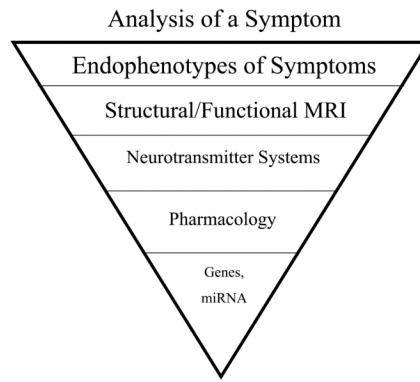 Analysis of a Symptom
Endophenotypes of Symptoms
Structural/Functional MRI
Neurotransmitter Systems
Pharmacology
Genes,
miRNA